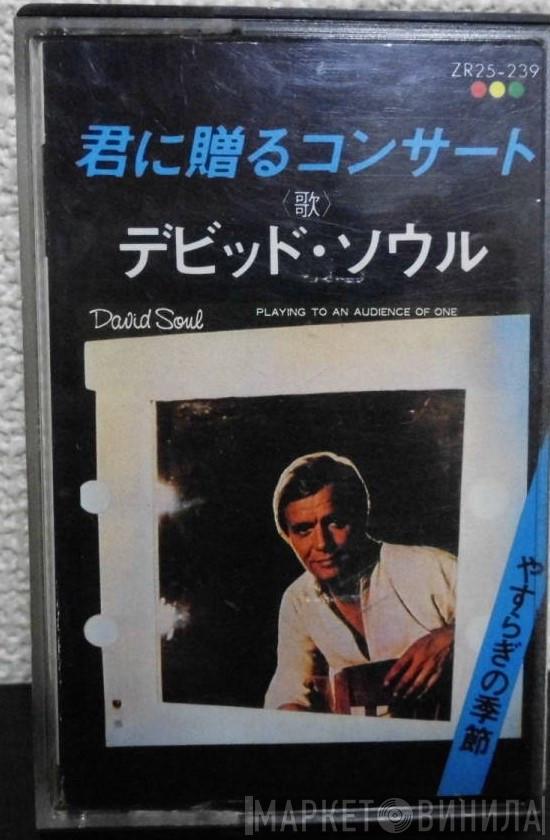 ZR25-239
君に贈るコンサート
〈歌〉
デビッド・ソウル
David Soul
PLAYING TO AN AUDIENCE OF ONE
やすらぎの季節
МАРКЕТ ВИНИЛА